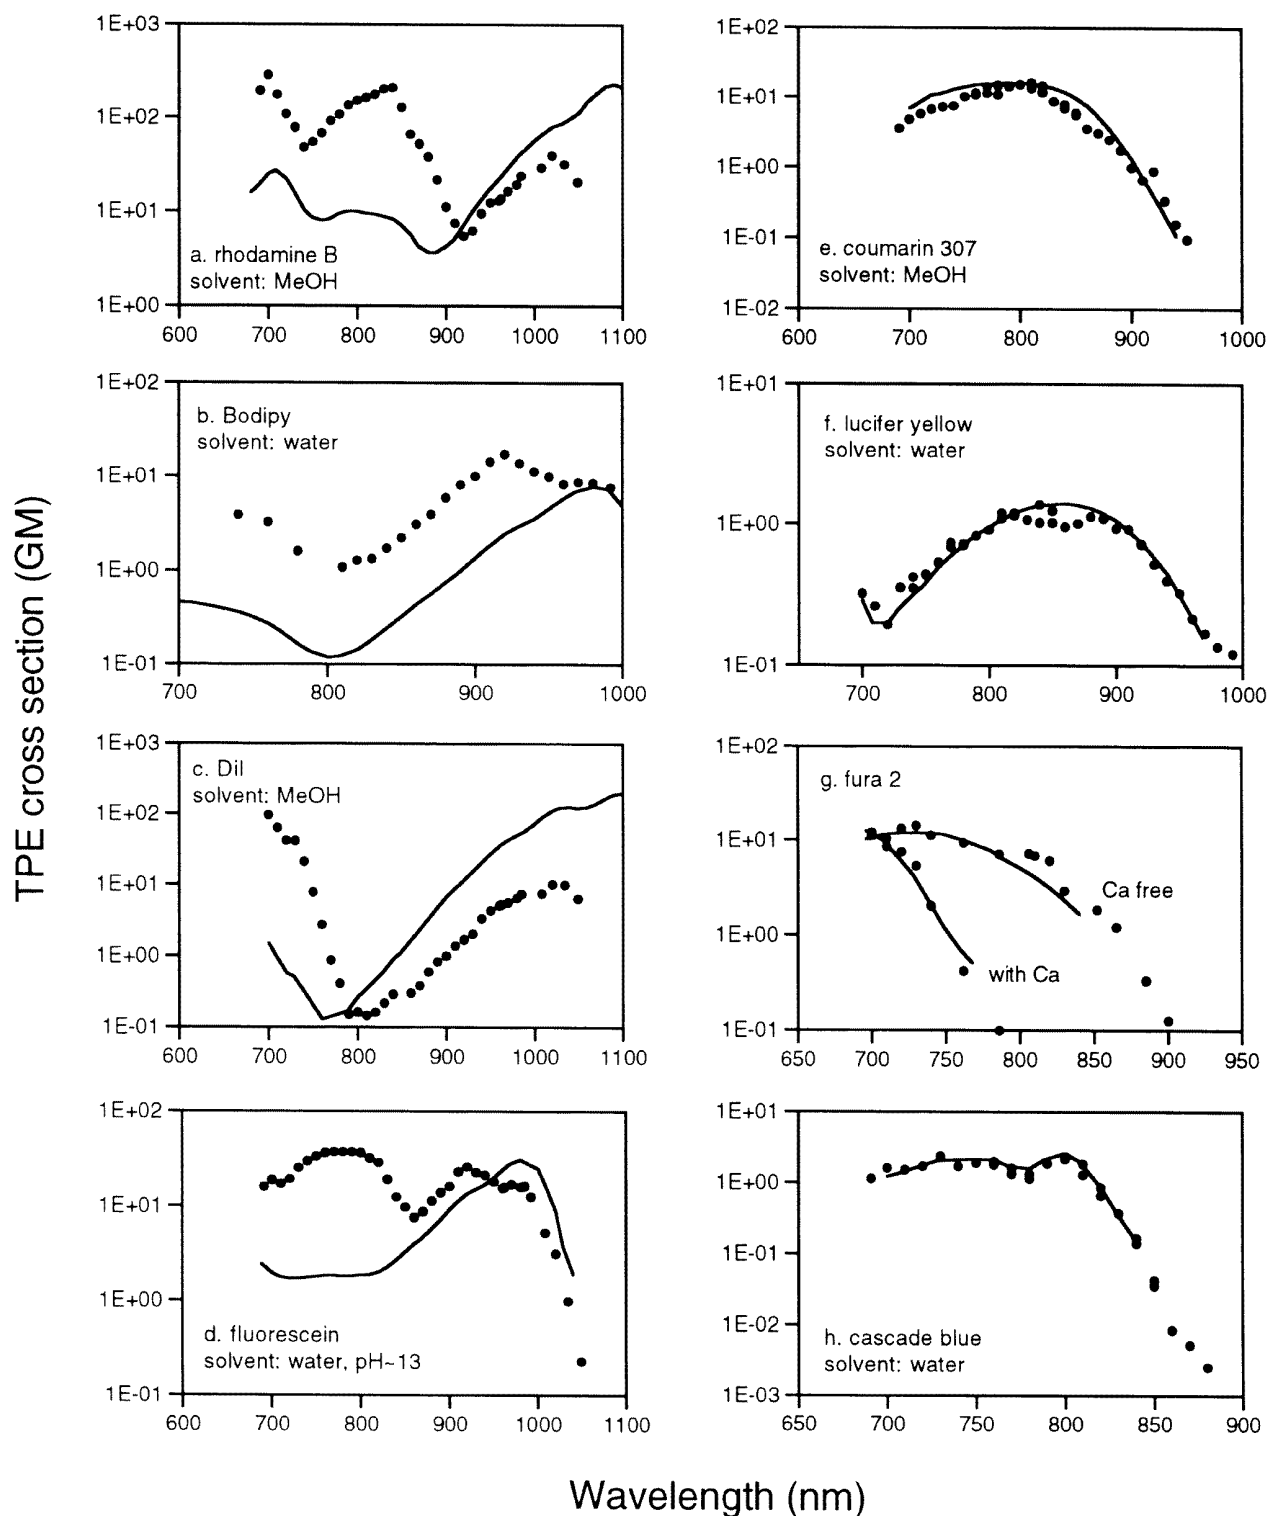 TPE cross section (GM)
1E+03
1E+02
1E+01
1E+00
a. rhodamine B
solvent: MeOH
600 700 800 900 1000 1100
1E+02
1E+01
1E+00
1E-01
b. Bodipy
solvent: water
700 800 900 1000
1E+03
1E+02
1E+01
1E+00
1E-01
c. DiI
solvent: MeOH
600 700 800 900 1000 1100
1E+02
1E+01
1E+00
1E-01
d. fluorescein
solvent: water, pH~13
600 700 800 900 1000 1100
1E+02
1E+01
1E+00
1E-01
1E-02
e. coumarin 307
solvent: MeOH
600 700 800 900 1000
1E+01
1E+00
1E-01
f. lucifer yellow
solvent: water
700 800 900 1000
1E+02
1E+01
1E+00
1E-01
g. fura 2
Ca free
with Ca
650 700 750 800 850 900 950
1E+01
1E+00
1E-01
1E-02
1E-03
h. cascade blue
solvent: water
650 700 750 800 850 900
Wavelength (nm)